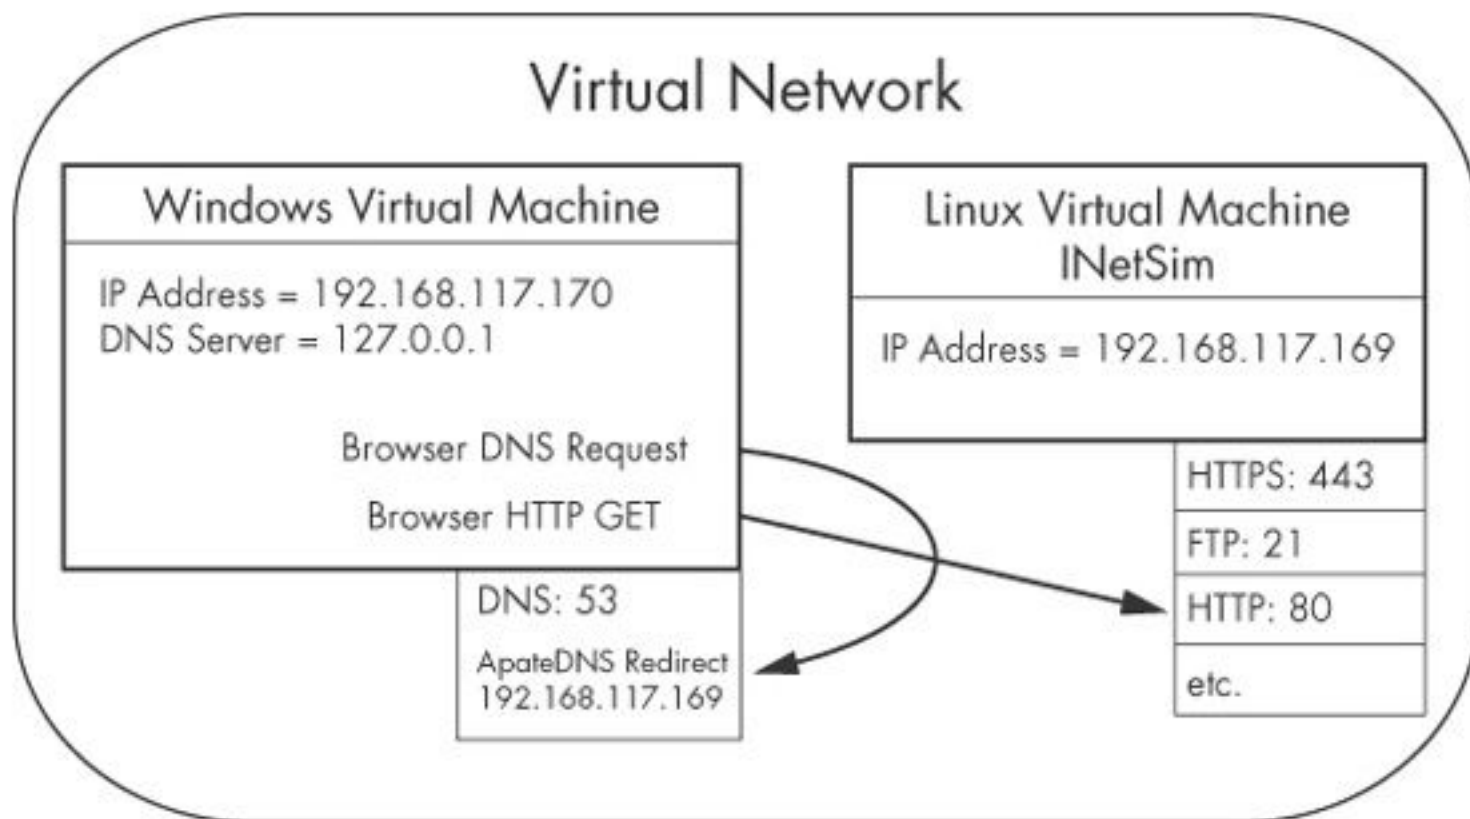 Virtual Network
Windows Virtual Machine
IP Address = 192.168.117.170
DNS Server = 127.0.0.1
Browser DNS Request
Browser HTTP GET
DNS: 53
ApateDNS Redirect
192.168.117.169
Linux Virtual Machine
INetSim
IP Address = 192.168.117.169
HTTPS: 443
FTP: 21
HTTP: 80
etc.